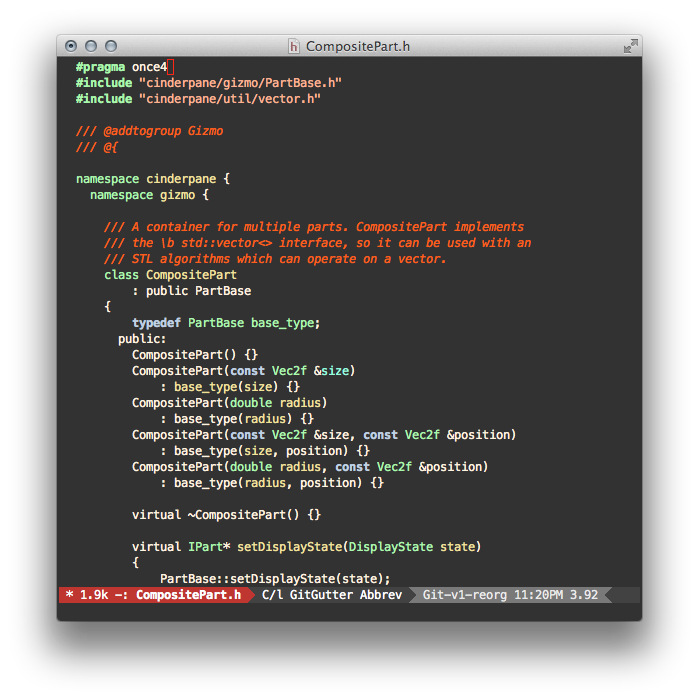 CompositePart.h
#pragma once4
#include "cinderpane/gizmo/PartBase.h"
#include "cinderpane/util/vector.h"
/// @addtogroup Gizmo
/// @{
namespace cinderpane {
namespace gizmo {
/// A container for multiple parts. CompositePart implements
/// the \b std::vector<> interface, so it can be used with an
/// STL algorithms which can operate on a vector.
class CompositePart
: public PartBase
{
typedef PartBase base_type;
public:
CompositePart() {}
CompositePart(const Vec2f &size)
: base_type(size) {}
CompositePart(double radius)
: base_type(radius) {}
CompositePart(const Vec2f &size, const Vec2f &position)
: base_type(size, position) {}
CompositePart(double radius, const Vec2f &position)
: base_type(radius, position) {}
virtual ~CompositePart() {}
virtual IPart* setDisplayState(DisplayState state)
{
PartBase::setDisplayState(state);
* 1.9k -: CompositePart.h C/l GitGutter Abbrev Git-v1-reorg 11:20PM 3.92